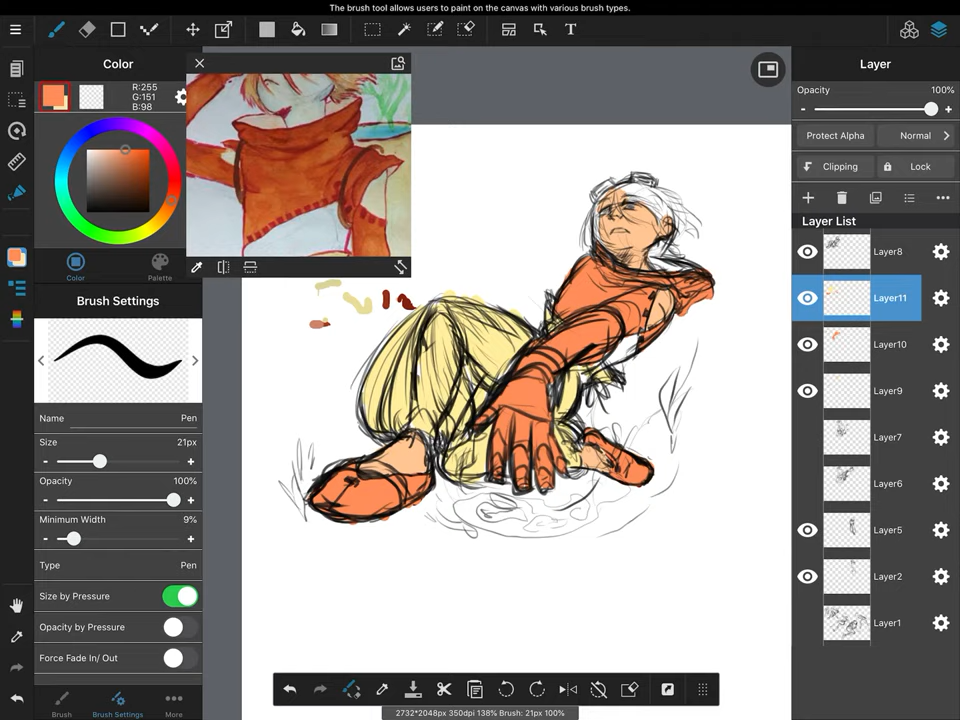 The brush tool allows users to paint on the canvas with various brush types.
T
Color
R:255
G:151
B:98
Color
Palette
Brush Settings
Name Pen
Size 21px
- +
Opacity 100%
- +
Minimum Width 9%
- +
Type Pen
Size by Pressure
Opacity by Pressure
Force Fade In/ Out
Brush
Brush Settings
More
Layer
Opacity 100%
- +
Protect Alpha Normal
Clipping Lock
Layer List
Layer8
Layer11
Layer10
Layer9
Layer7
Layer6
Layer5
Layer2
Layer1
2732*2048px 350dpi 138% Brush: 21px 100%